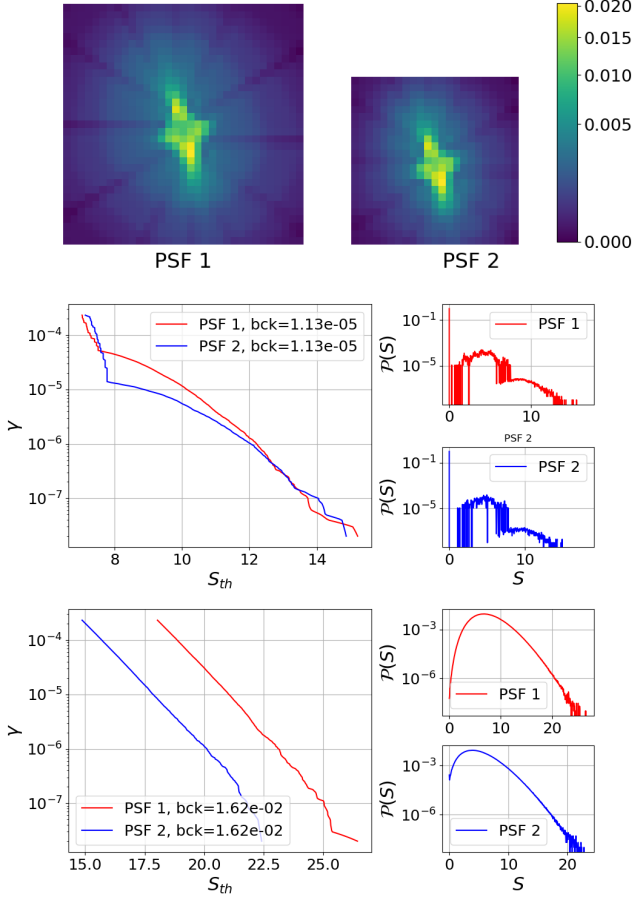 0.020
0.015
0.010
0.005
0.000
PSF 1
PSF 2
10⁻⁴
10⁻⁵
10⁻⁶
10⁻⁷
γ
PSF 1, bck=1.13e-05
PSF 2, bck=1.13e-05
8 10 12 14
S_th
10⁻¹
10⁻⁵
P(S)
PSF 1
0 10
PSF 2
10⁻¹
10⁻⁵
P(S)
PSF 2
0 10
S
10⁻⁴
10⁻⁵
10⁻⁶
10⁻⁷
γ
PSF 1, bck=1.62e-02
PSF 2, bck=1.62e-02
15.0 17.5 20.0 22.5 25.0
S_th
10⁻³
10⁻⁶
P(S)
PSF 1
0 10 20
10⁻³
10⁻⁶
P(S)
PSF 2
0 10 20
S